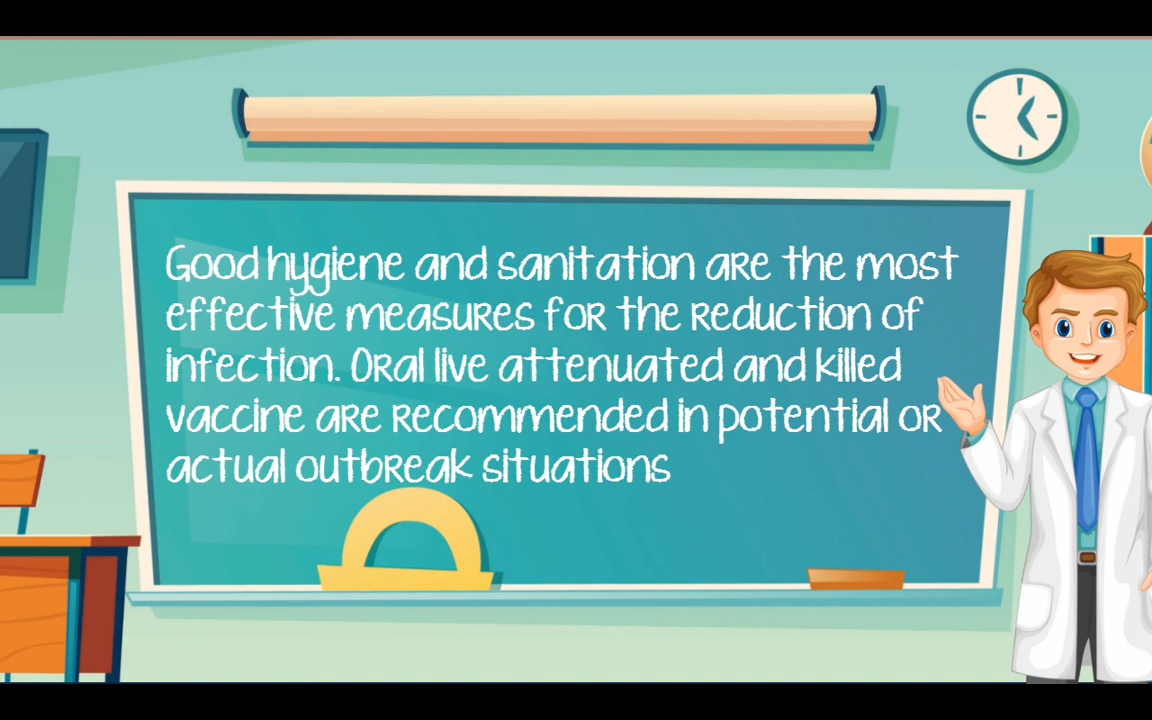 Good hygiene and sanitation are the most
effective measures for the reduction of
infection. Oral live attenuated and killed
vaccine are recommended in potential or
actual outbreak situations